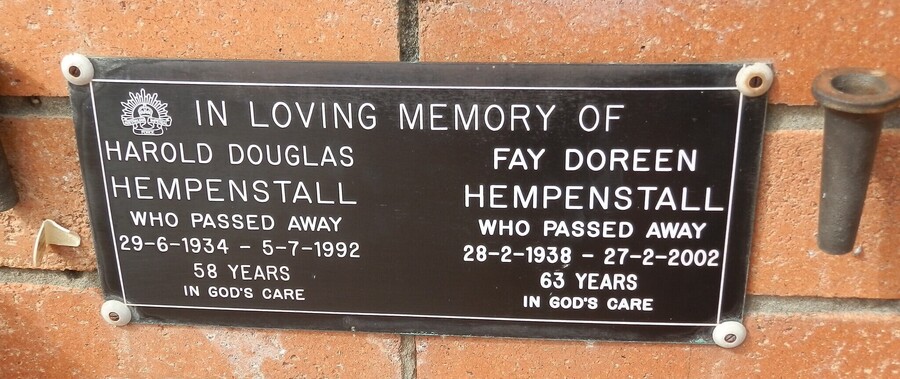 IN LOVING MEMORY OF
HAROLD DOUGLAS
HEMPENSTALL
WHO PASSED AWAY
29-6-1934 - 5-7-1992
58 YEARS
IN GOD'S CARE
FAY DOREEN
HEMPENSTALL
WHO PASSED AWAY
28-2-1938 - 27-2-2002
63 YEARS
IN GOD'S CARE